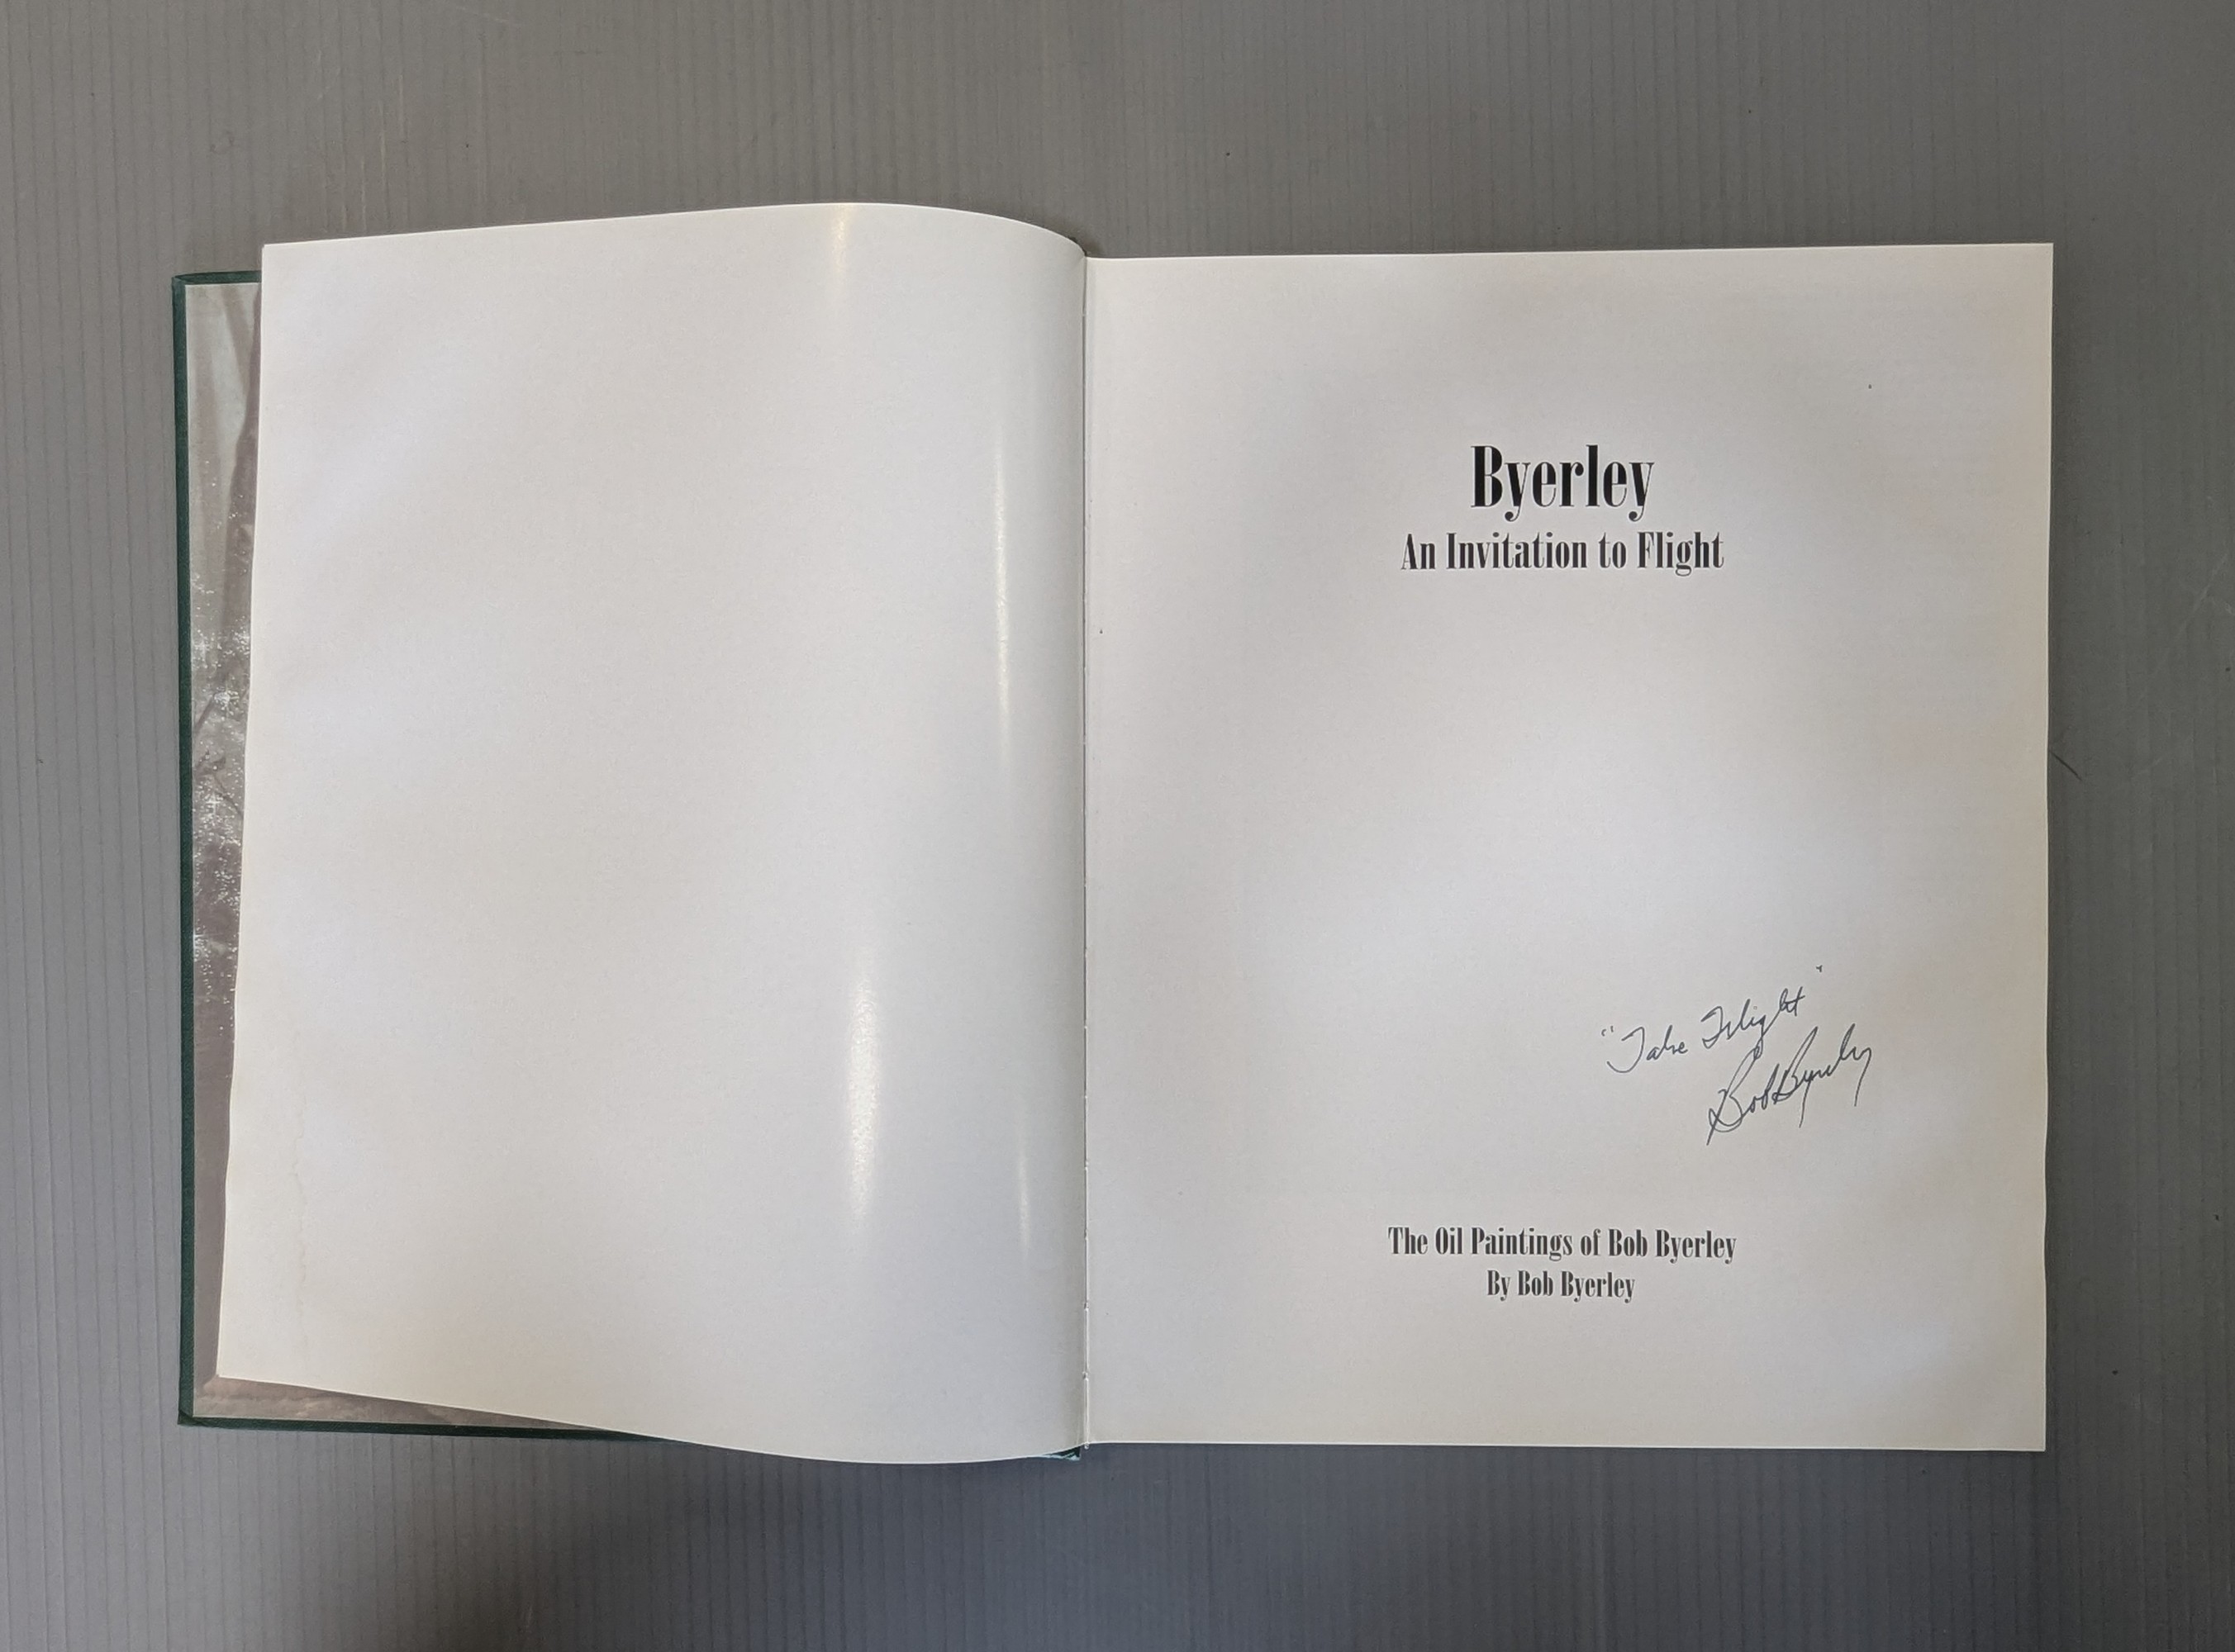 Byerley
An Invitation to Flight
"Take Flight"
Bob Byerley
The Oil Paintings of Bob Byerley
By Bob Byerley